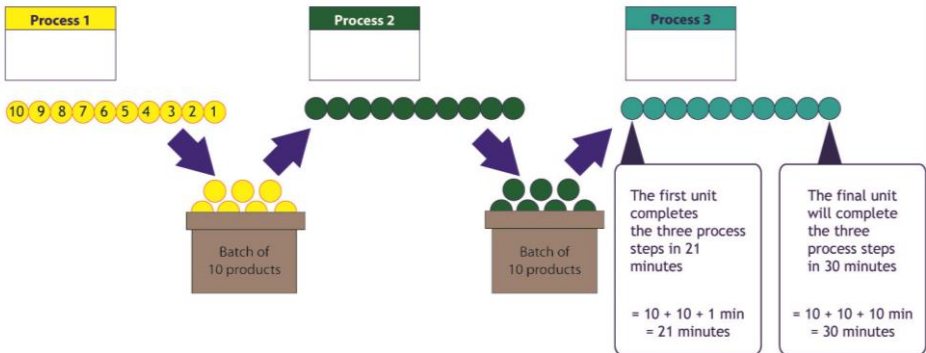 Process 1
Process 2
Process 3
10 9 8 7 6 5 4 3 2 1
Batch of
10 products
Batch of
10 products
The first unit
completes
the three process
steps in 21
minutes
= 10 + 10 + 1 min
= 21 minutes
The final unit
will complete
the three
process steps
in 30 minutes
= 10 + 10 + 10 min
= 30 minutes